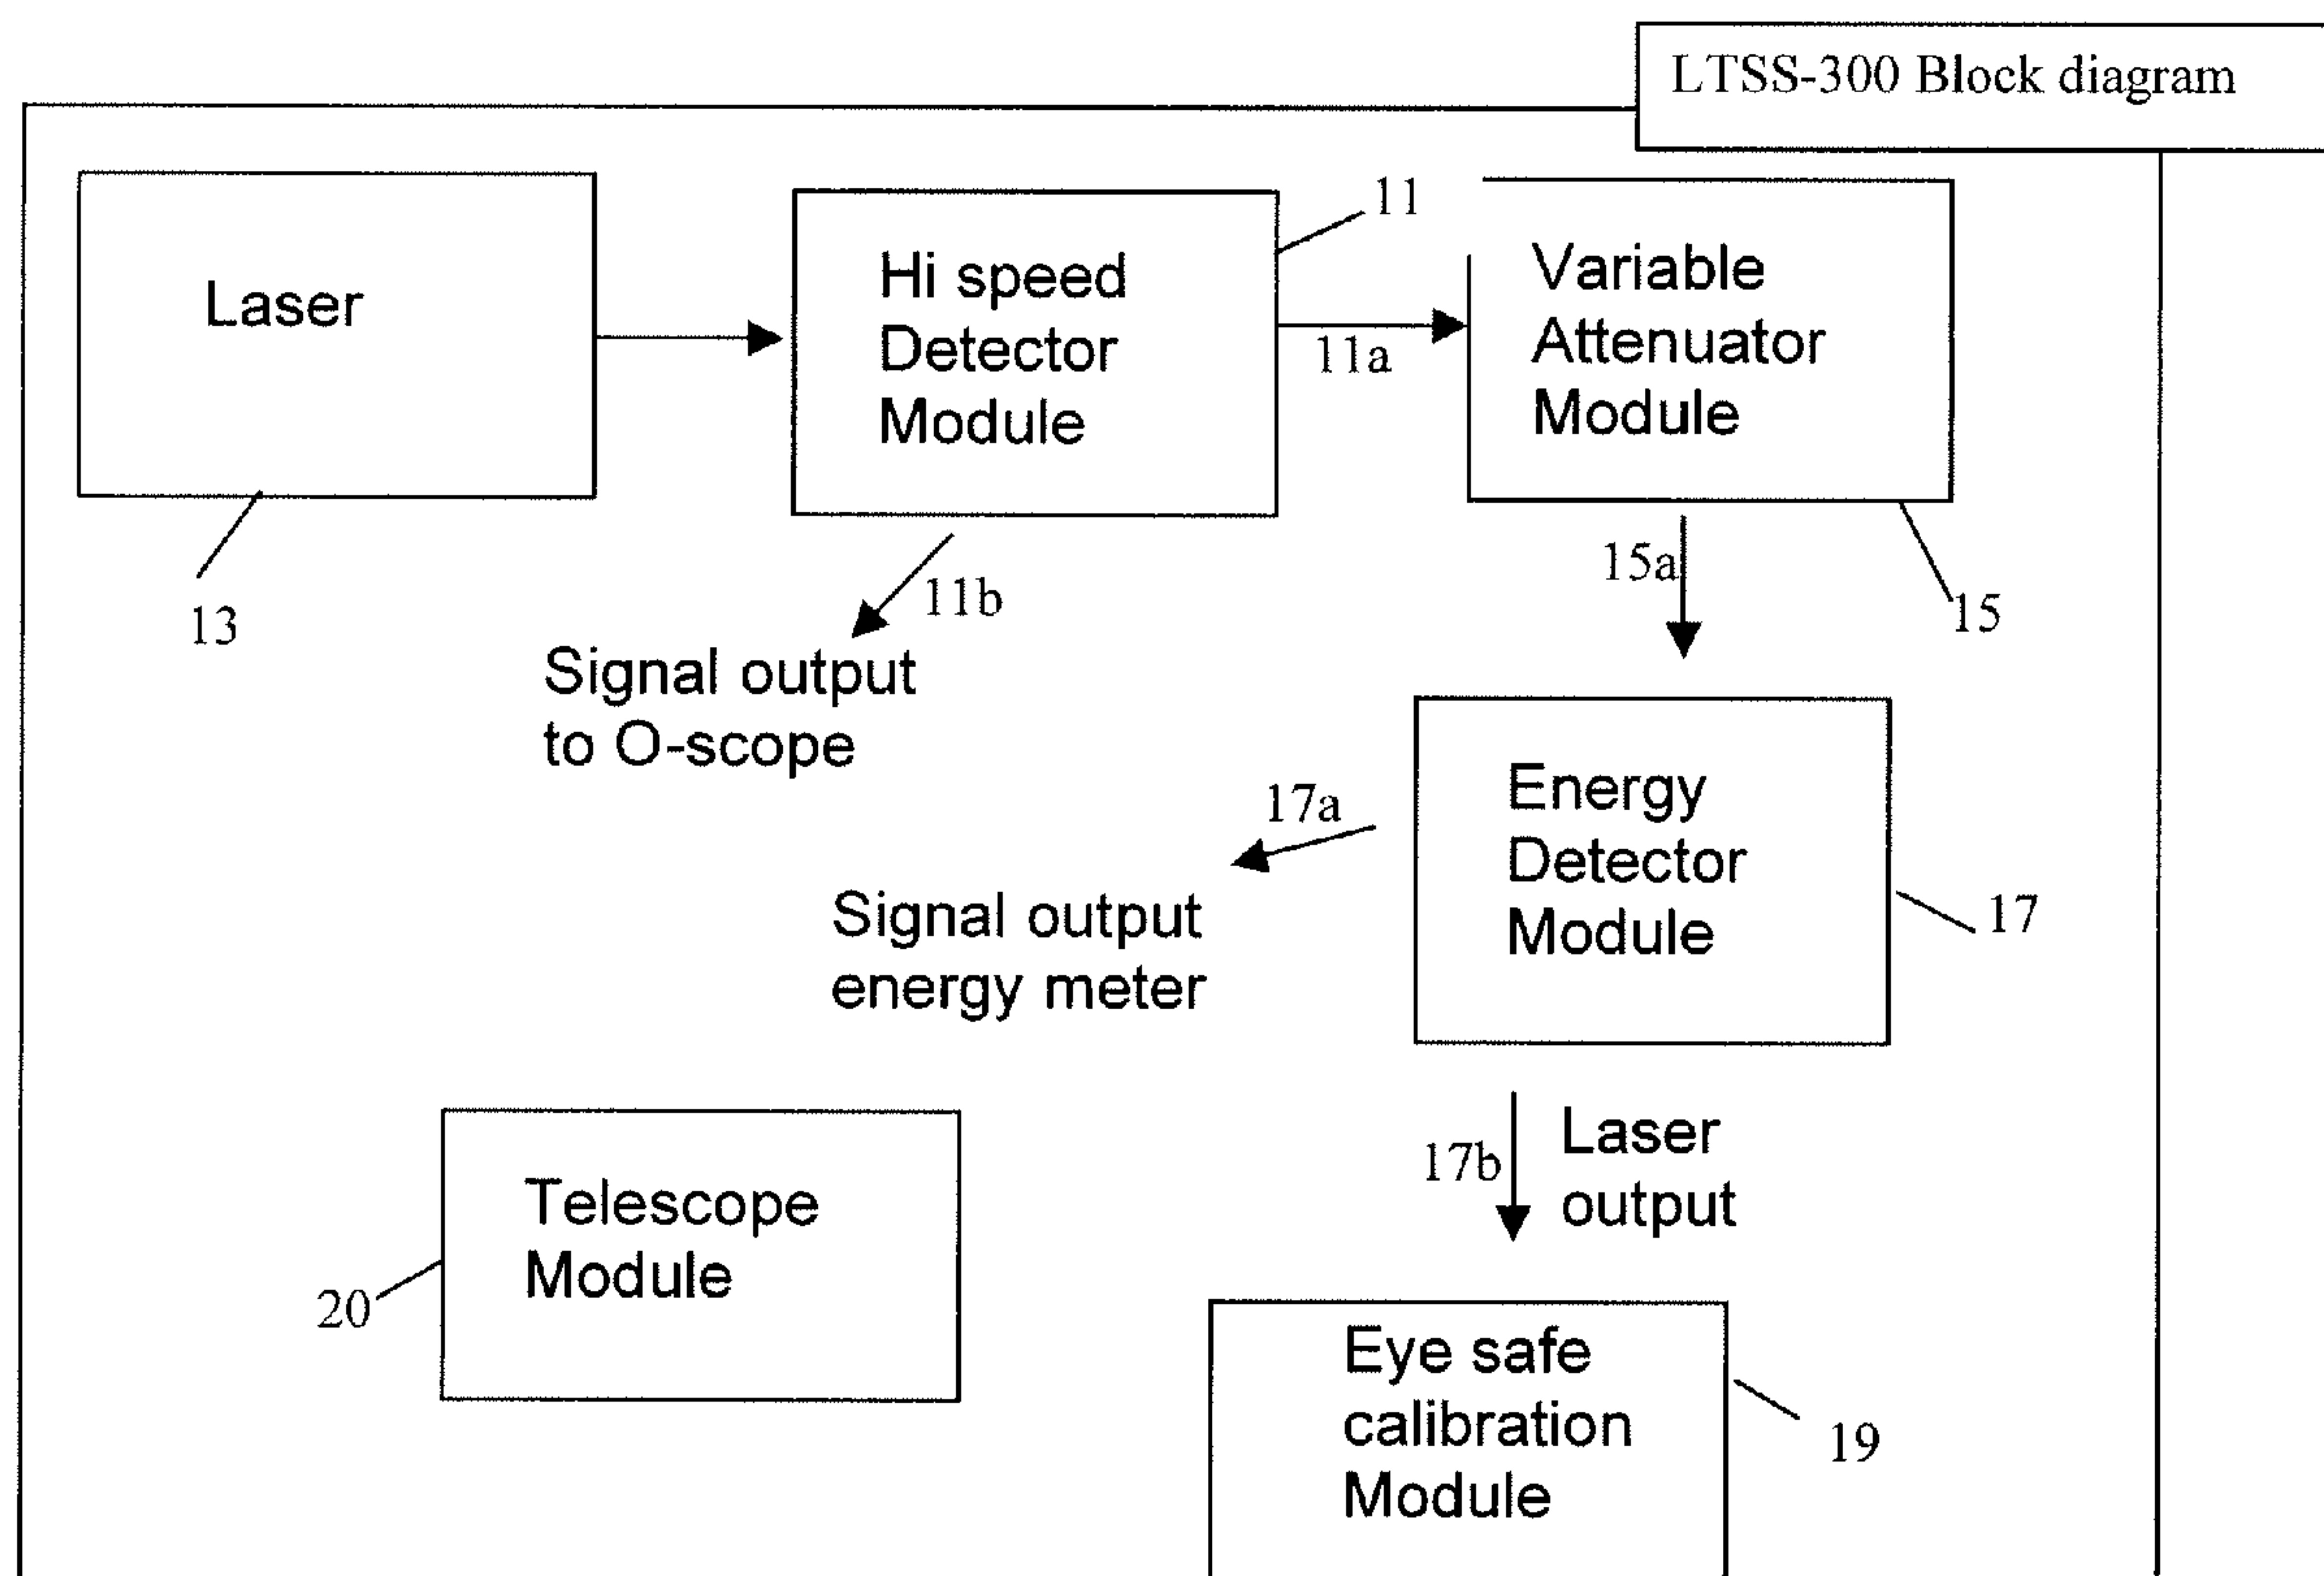 LTSS-300 Block diagram
Laser
Hi speed
Detector
Module
11
11a
Variable
Attenuator
Module
13
11b
15a
15
Signal output
to O-scope
17a
Energy
Detector
Module
17
Signal output
energy meter
17b
Laser
output
Telescope
Module
20
Eye safe
calibration
Module
19